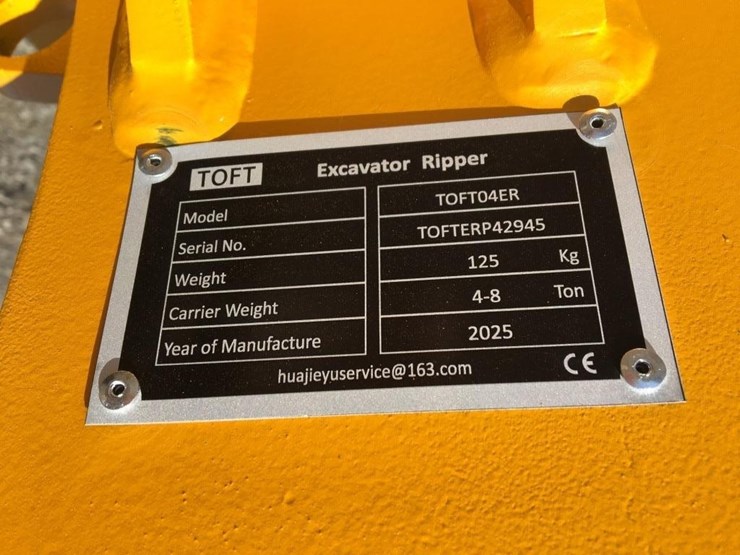 TOFT Excavator Ripper
Model TOFT04ER
Serial No. TOFTERP42945
Weight 125 Kg
Carrier Weight 4-8 Ton
Year of Manufacture 2025
huajieyuservice@163.com CE